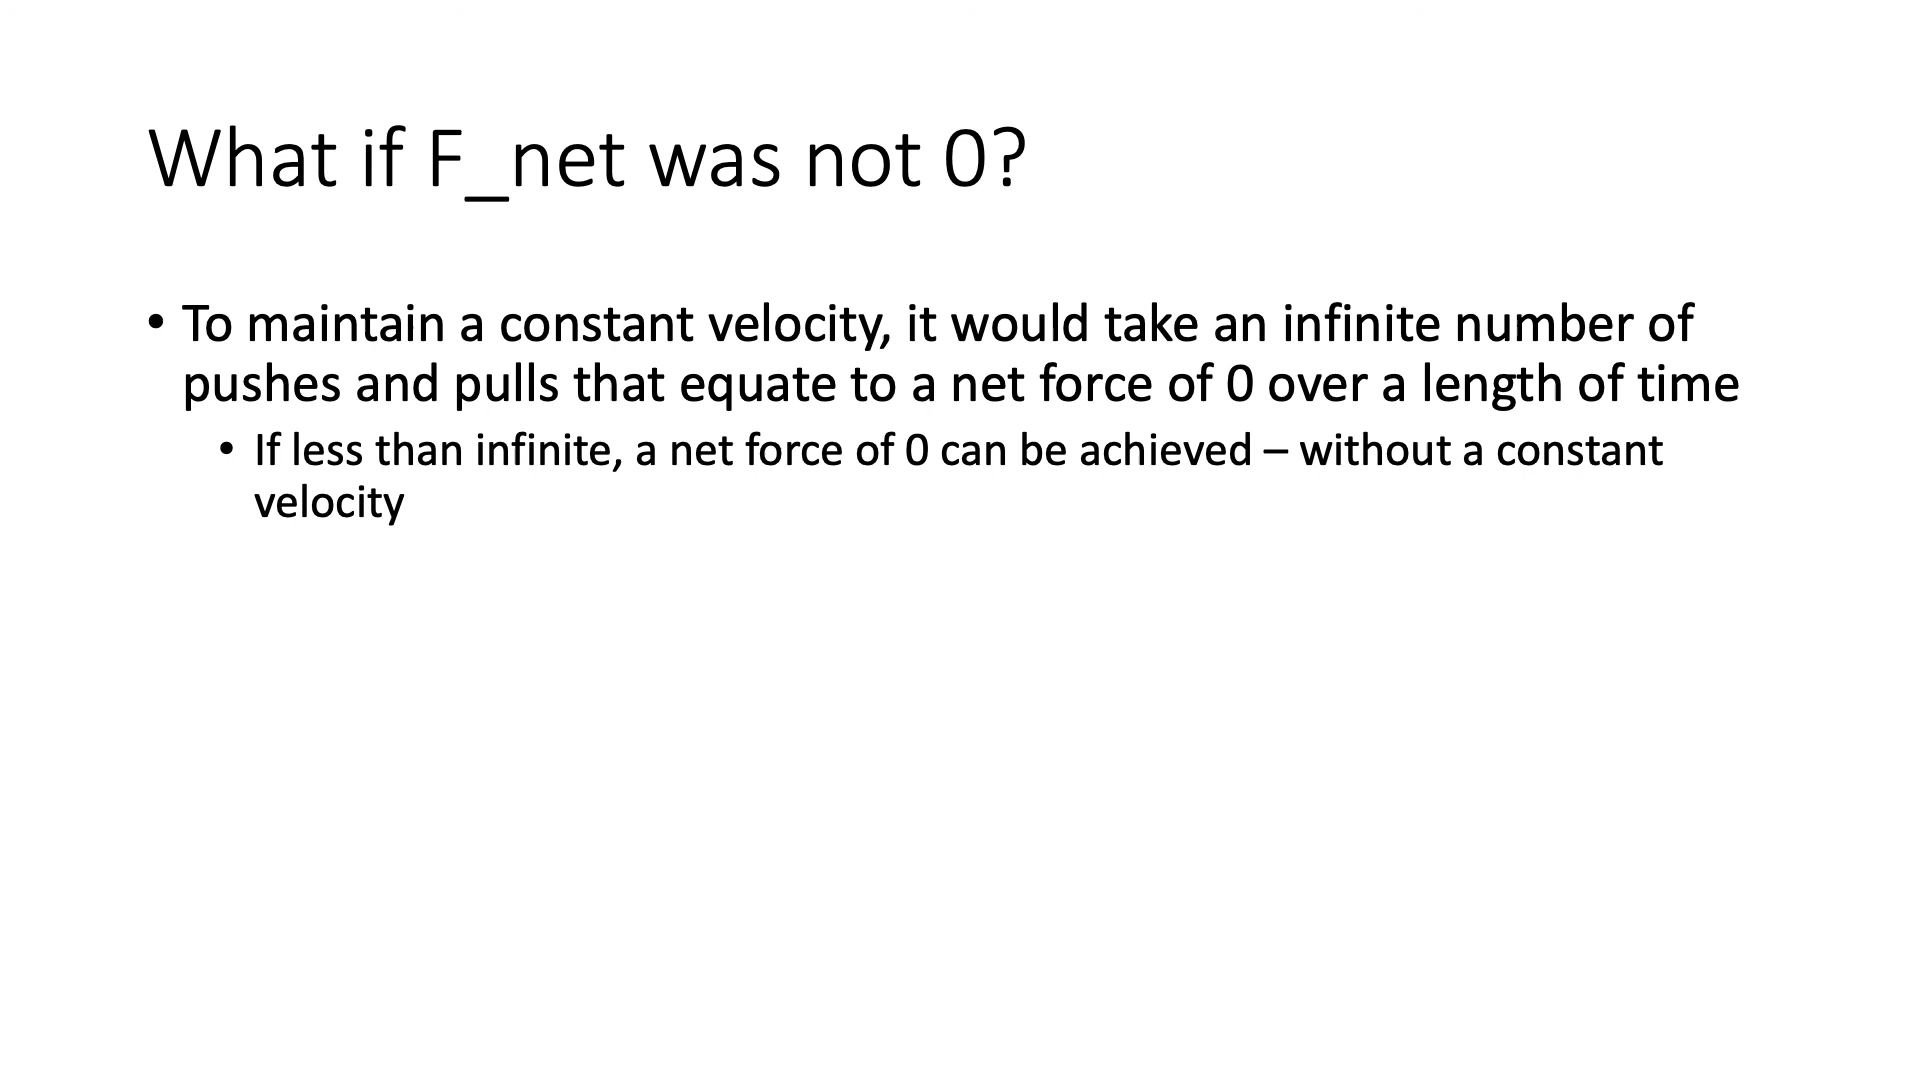 What if F_net was not 0?
• To maintain a constant velocity, it would take an infinite number of
pushes and pulls that equate to a net force of 0 over a length of time
• If less than infinite, a net force of 0 can be achieved – without a constant
velocity